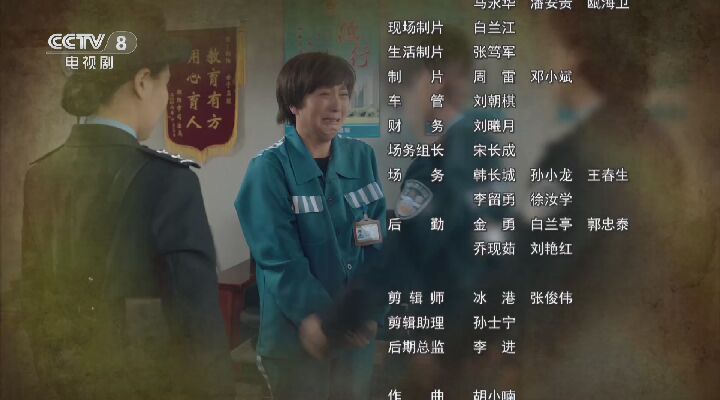 CCTV 8
电视剧
教育有方
用心育人
马永华 潘安贵 瓯海卫
现场制片 白兰江
生活制片 张笃军
制片 周雷 邓小斌
车管 刘朝棋
财务 刘曦月
场务组长 宋长成
场务 韩长城 孙小龙 王春生
李留勇 徐汝学
后勤 金勇 白兰亭 郭忠泰
乔现茹 刘艳红
剪辑师 冰港 张俊伟
剪辑助理 孙士宁
后期总监 李进
作曲 胡小喃